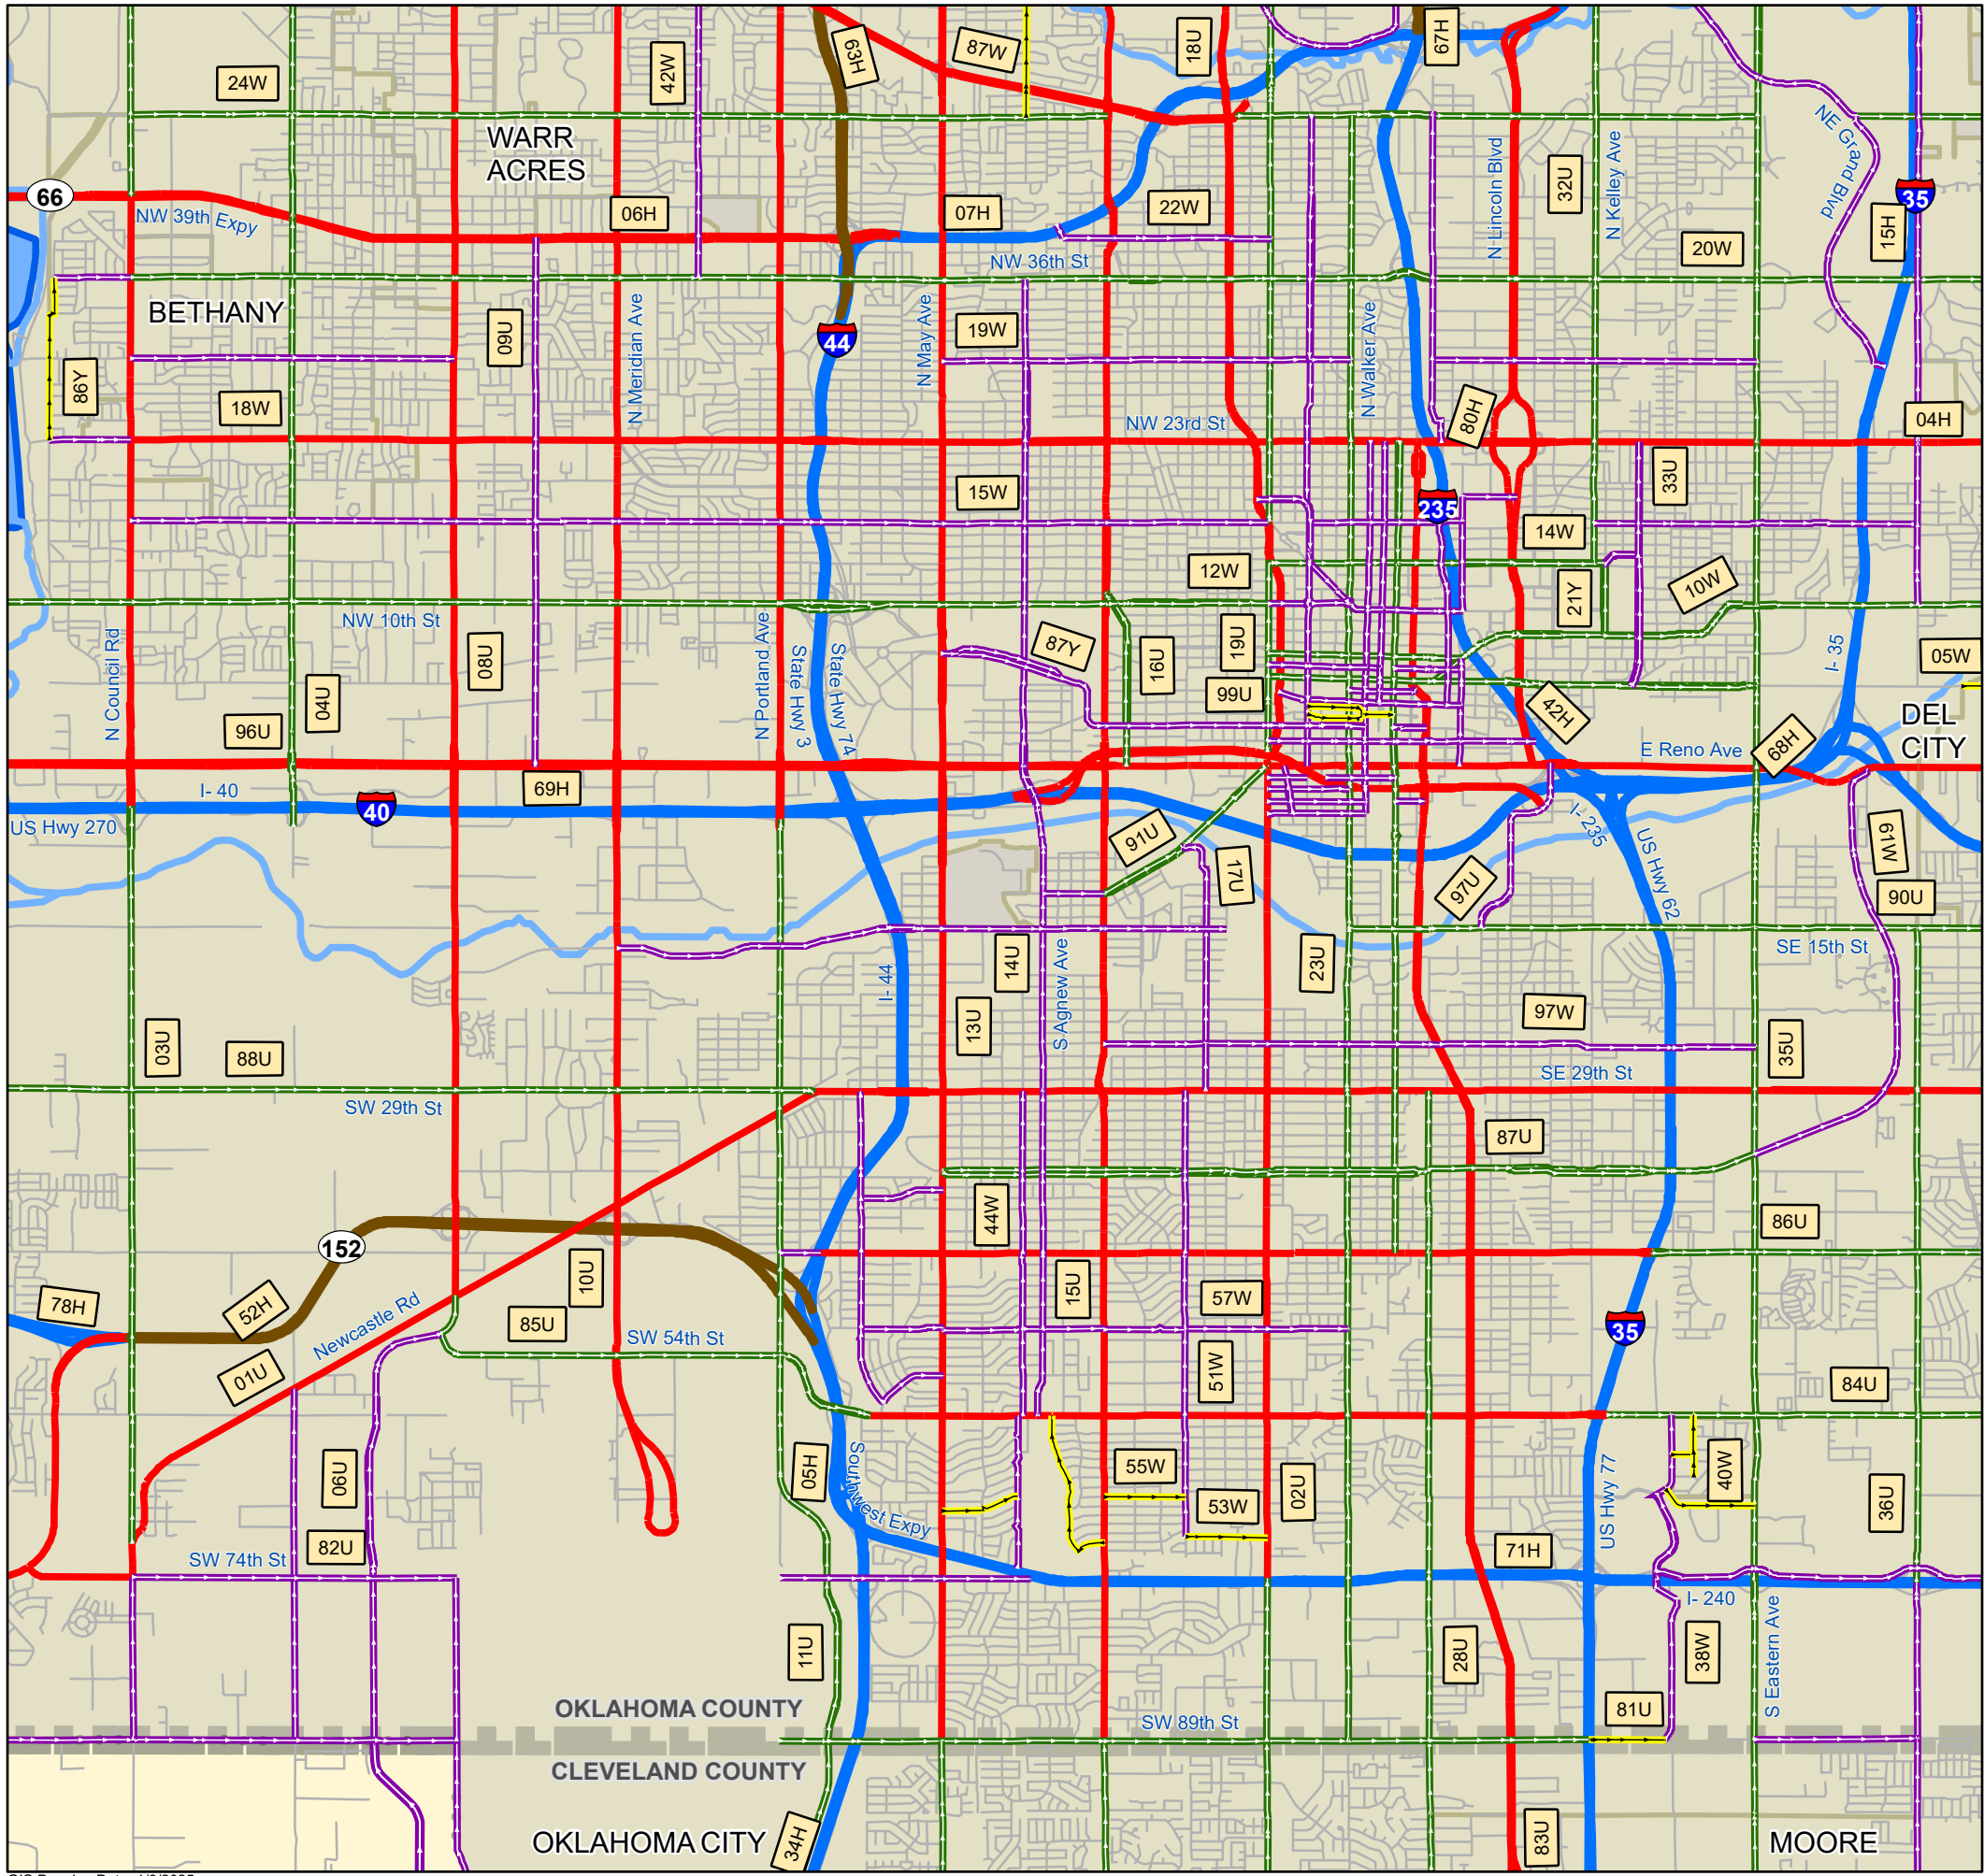 24W
42W
63H
87W
18U
67H
WARR
ACRES
32U
N Kelley Ave
N Lincoln Blvd
NE Grand Blvd
66
NW 39th Expy
06H
07H
22W
35
15H
20W
NW 36th St
BETHANY
09U
N Meridian Ave
44
N May Ave
19W
N Walker Ave
86Y
18W
80H
04H
NW 23rd St
15W
235
33U
14W
12W
21Y
10W
NW 10th St
N Council Rd
08U
N Portland Ave
State Hwy 3
State Hwy 74
87Y
16U
19U
99U
I- 35
05W
04U
96U
42H
E Reno Ave
68H
DEL
CITY
69H
I- 40
40
US Hwy 270
91U
17U
I- 235
US Hwy 62
97U
61W
90U
SE 15th St
I- 44
14U
S Agnew Ave
23U
13U
97W
35U
03U
88U
SE 29th St
SW 29th St
87U
44W
86U
152
10U
15U
57W
78H
52H
Newcastle Rd
85U
SW 54th St
35
01U
51W
84U
06U
05H
Southwest Expy
55W
53W
02U
US Hwy 77
40W
36U
82U
SW 74th St
71H
I- 240
11U
28U
38W
S Eastern Ave
OKLAHOMA COUNTY
SW 89th St
81U
CLEVELAND COUNTY
OKLAHOMA CITY
34H
83U
MOORE